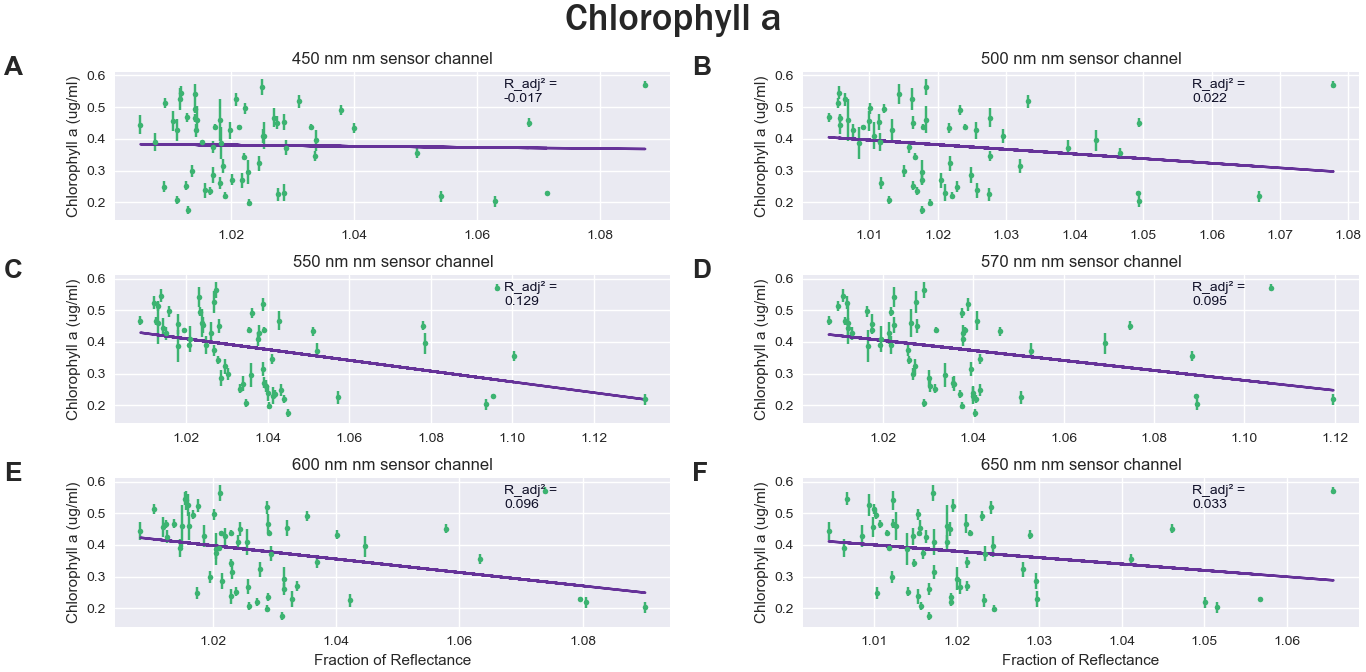 Chlorophyll a
A
450 nm nm sensor channel
Chlorophyll a (ug/ml)
0.6
0.5
0.4
0.3
0.2
R_adj² =
-0.017
1.02
1.04
1.06
1.08
B
500 nm nm sensor channel
Chlorophyll a (ug/ml)
0.6
0.5
0.4
0.3
0.2
R_adj² =
0.022
1.01
1.02
1.03
1.04
1.05
1.06
1.07
1.08
C
550 nm nm sensor channel
Chlorophyll a (ug/ml)
0.6
0.5
0.4
0.3
0.2
R_adj² =
0.129
1.02
1.04
1.06
1.08
1.10
1.12
D
570 nm nm sensor channel
Chlorophyll a (ug/ml)
0.6
0.5
0.4
0.3
0.2
R_adj² =
0.095
1.02
1.04
1.06
1.08
1.10
1.12
E
600 nm nm sensor channel
Chlorophyll a (ug/ml)
0.6
0.5
0.4
0.3
0.2
R_adj² =
0.096
1.02
1.04
1.06
1.08
Fraction of Reflectance
F
650 nm nm sensor channel
Chlorophyll a (ug/ml)
0.6
0.5
0.4
0.3
0.2
R_adj² =
0.033
1.01
1.02
1.03
1.04
1.05
1.06
Fraction of Reflectance